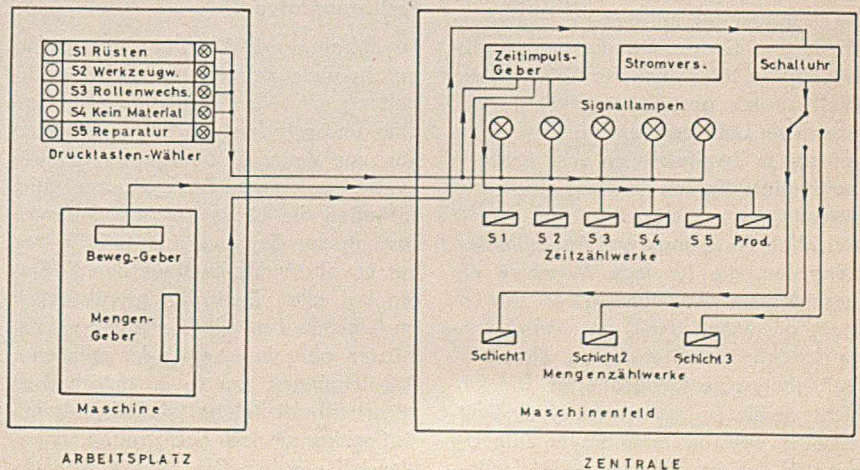 S1 Rüsten
S2 Werkzeugw.
S3 Rollenwechs.
S4 Kein Material
S5 Reparatur
Drucktasten-Wähler
Beweg.-Geber
Mengen-
Geber
Maschine
ARBEITSPLATZ
Zeitimpuls-
Geber
Stromvers.
Schaltuhr
Signallampen
S1 S2 S3 S4 S5 Prod.
Zeitzählwerke
Schicht1 Schicht2 Schicht3
Mengenzählwerke
Maschinenfeld
ZENTRALE